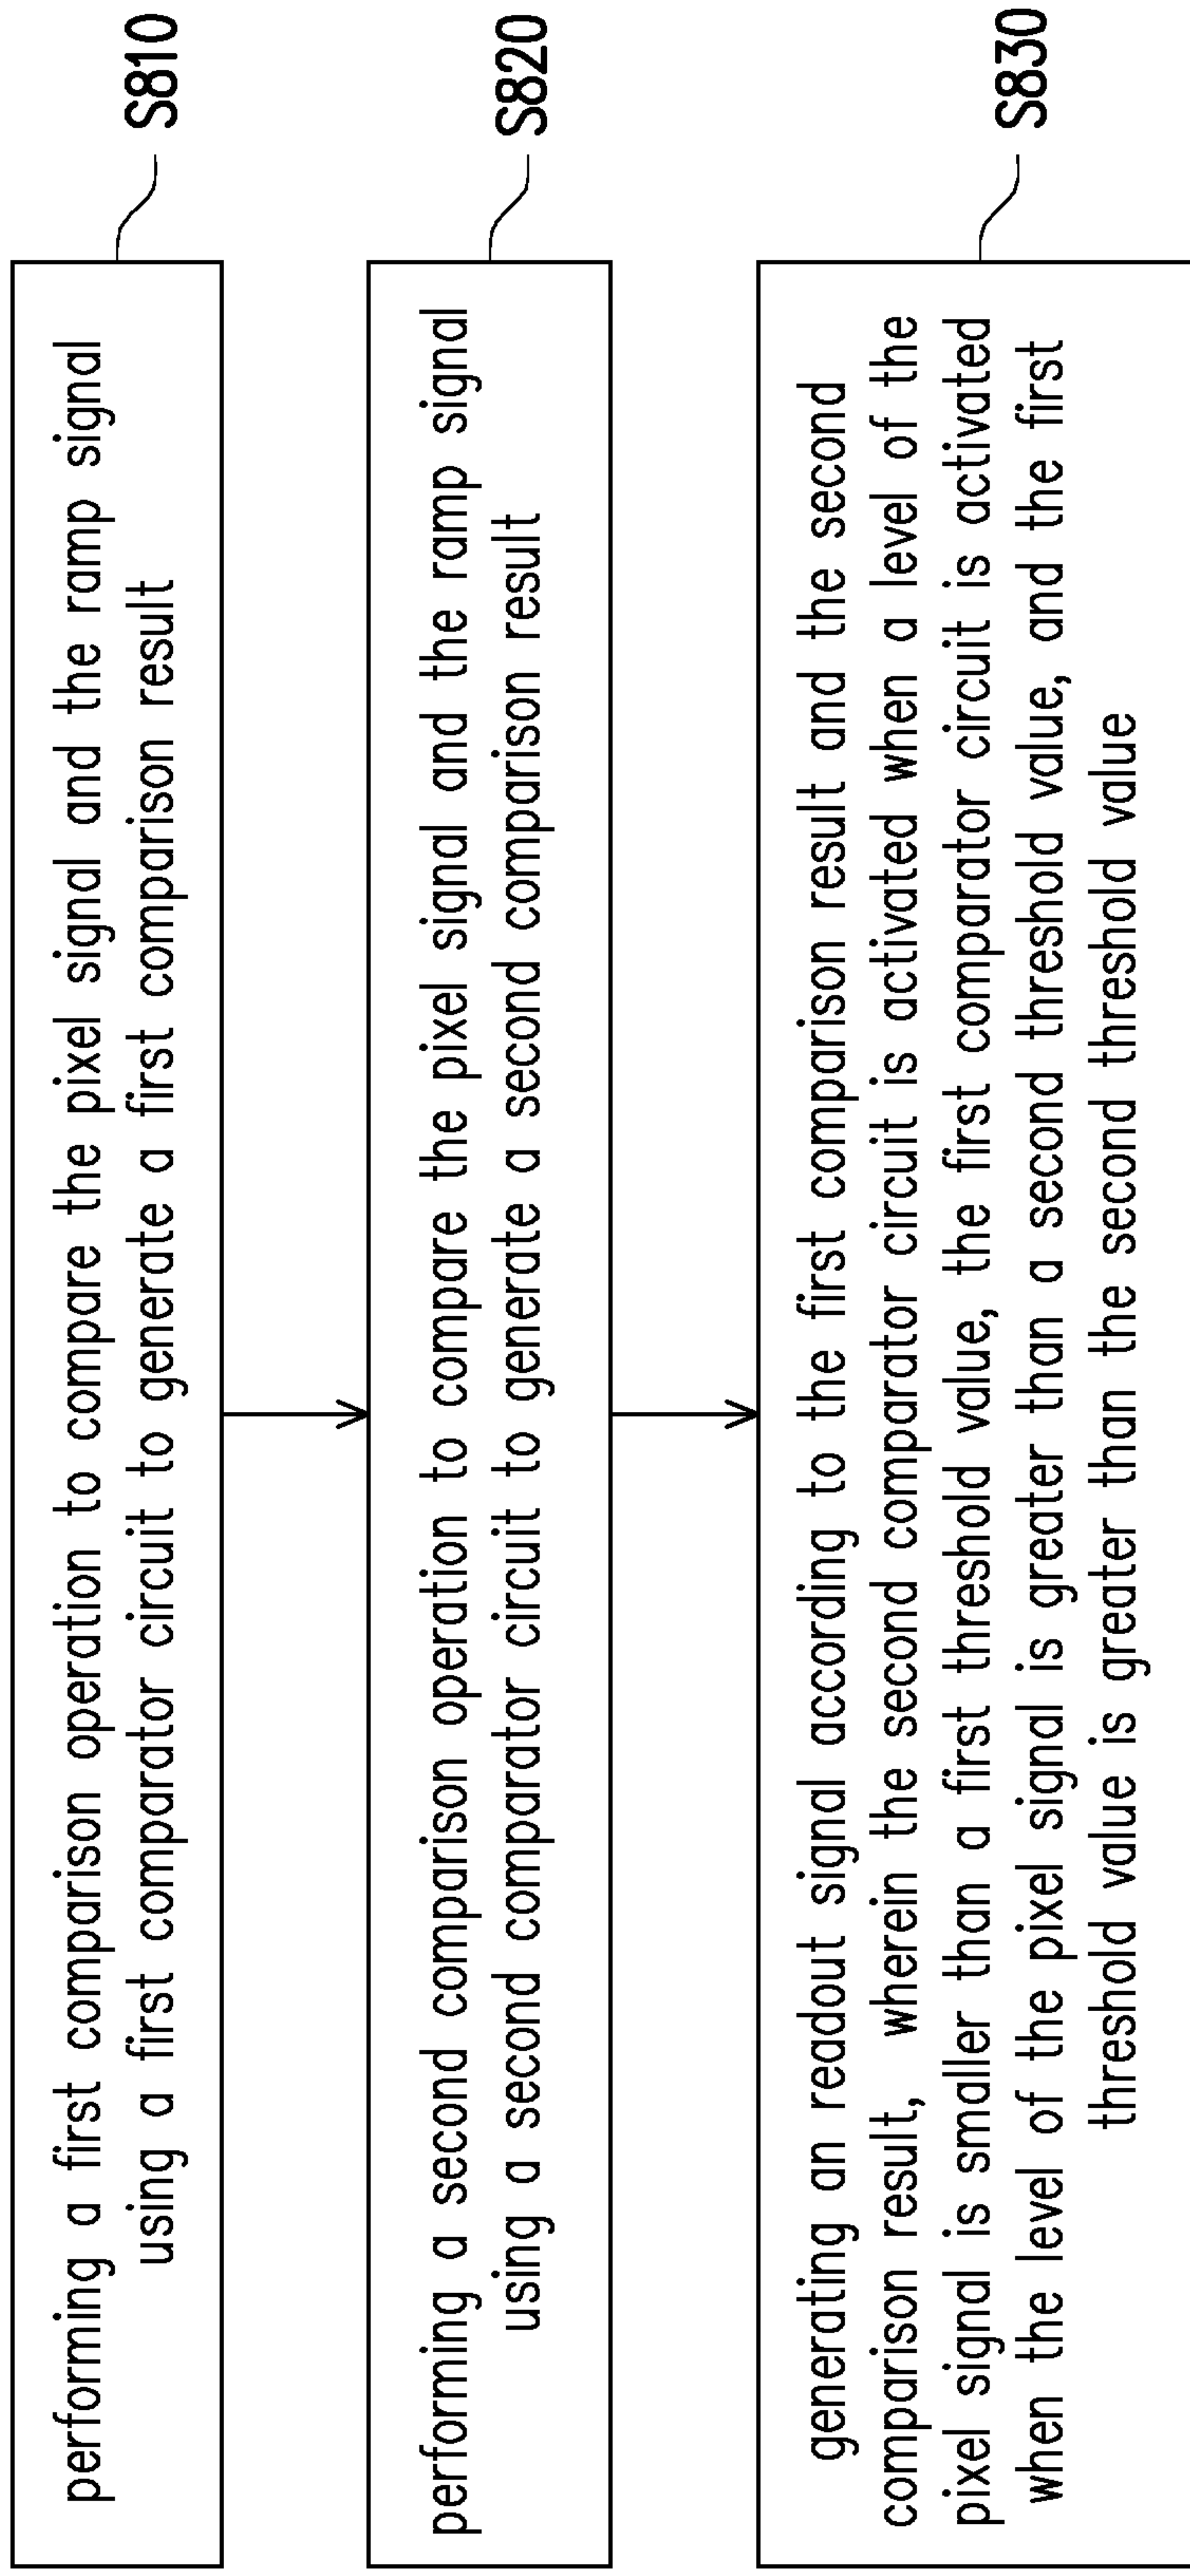 performing a first comparison operation to compare the pixel signal and the ramp signal
using a first comparator circuit to generate a first comparison result
S810
performing a second comparison operation to compare the pixel signal and the ramp signal
using a second comparator circuit to generate a second comparison result
S820
generating an readout signal according to the first comparison result and the second
comparison result, wherein the second comparator circuit is activated when a level of the
pixel signal is smaller than a first threshold value, the first comparator circuit is activated
when the level of the pixel signal is greater than a second threshold value, and the first
threshold value is greater than the second threshold value
S830